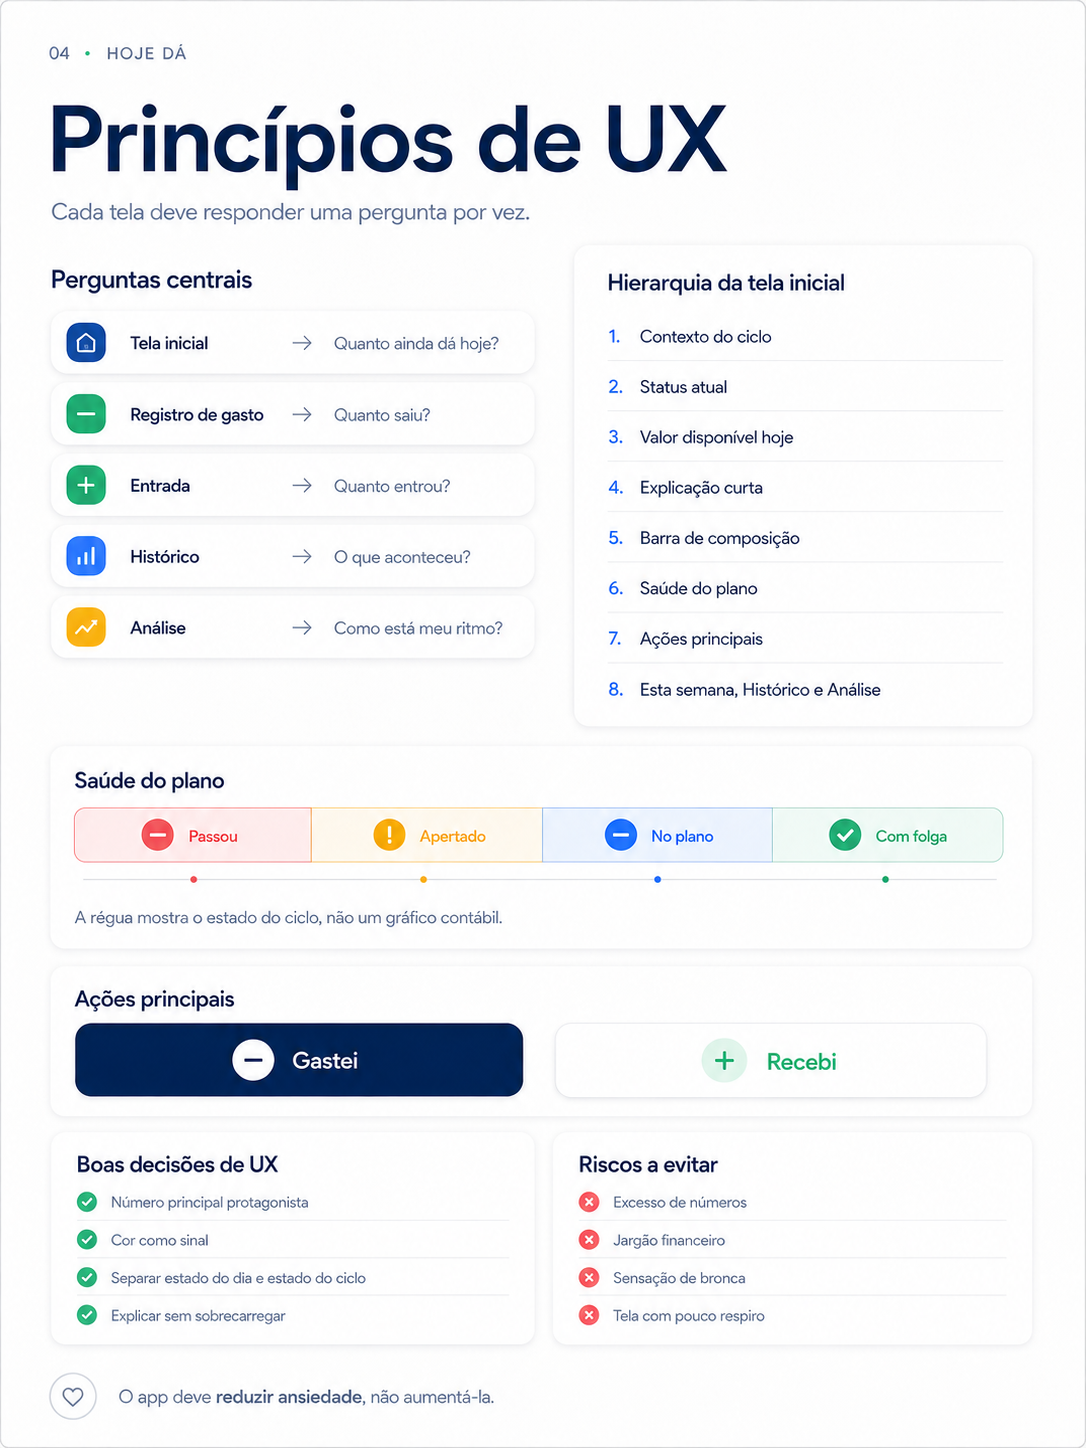 04 • HOJE DÁ
Princípios de UX
Cada tela deve responder uma pergunta por vez.
Perguntas centrais
Tela inicial → Quanto ainda dá hoje?
Registro de gasto → Quanto saiu?
Entrada → Quanto entrou?
Histórico → O que aconteceu?
Análise → Como está meu ritmo?
Hierarquia da tela inicial
1. Contexto do ciclo
2. Status atual
3. Valor disponível hoje
4. Explicação curta
5. Barra de composição
6. Saúde do plano
7. Ações principais
8. Esta semana, Histórico e Análise
Saúde do plano
Passou
Apertado
No plano
Com folga
A régua mostra o estado do ciclo, não um gráfico contábil.
Ações principais
Gastei
Recebi
Boas decisões de UX
Número principal protagonista
Cor como sinal
Separar estado do dia e estado do ciclo
Explicar sem sobrecarregar
Riscos a evitar
Excesso de números
Jargão financeiro
Sensação de bronca
Tela com pouco respiro
O app deve reduzir ansiedade, não aumentá-la.